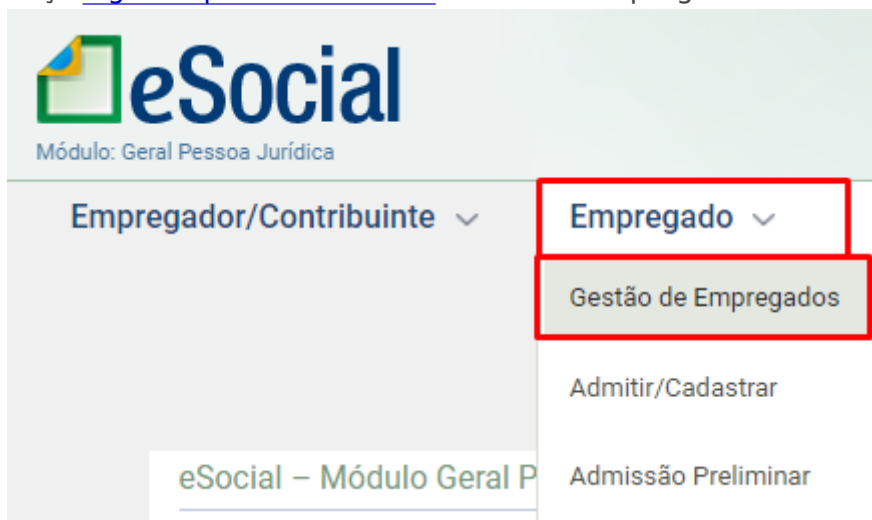 eSocial
Módulo: Geral Pessoa Jurídica
Empregador/Contribuinte
Empregado
Gestão de Empregados
Admitir/Cadastrar
Admissão Preliminar
eSocial – Módulo Geral P